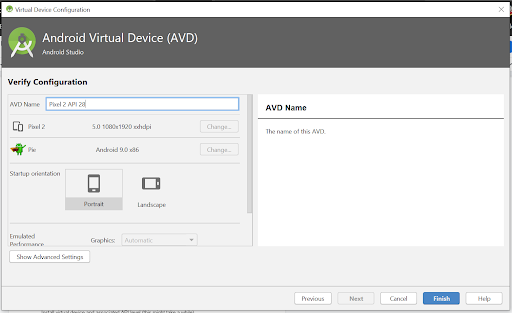 Virtual Device Configuration
Android Virtual Device (AVD)
Android Studio
Verify Configuration
AVD Name
Pixel 2 API 28
Pixel 2
5.0 1080x1920 xxhdpi
Change...
Pie
Android 9.0 x86
Change...
Startup orientation
Portrait
Landscape
Emulated
Performance
Graphics:
Automatic
Show Advanced Settings
AVD Name
The name of this AVD.
Previous
Next
Cancel
Finish
Help